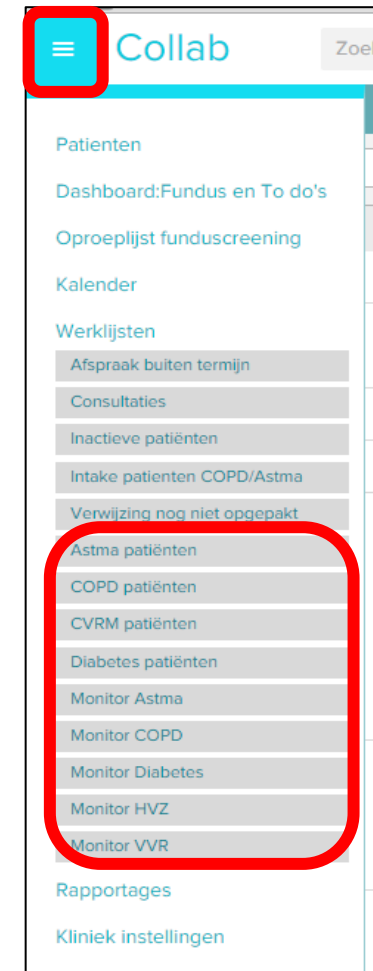 Collab
Zoe
Patienten
Dashboard:Fundus en To do's
Oproeplijst funduscreening
Kalender
Werklijsten
Afspraak buiten termijn
Consultaties
Inactieve patiënten
Intake patienten COPD/Astma
Verwijzing nog niet opgepakt
Astma patiënten
COPD patiënten
CVRM patiënten
Diabetes patiënten
Monitor Astma
Monitor COPD
Monitor Diabetes
Monitor HVZ
Monitor VVR
Rapportages
Kliniek instellingen